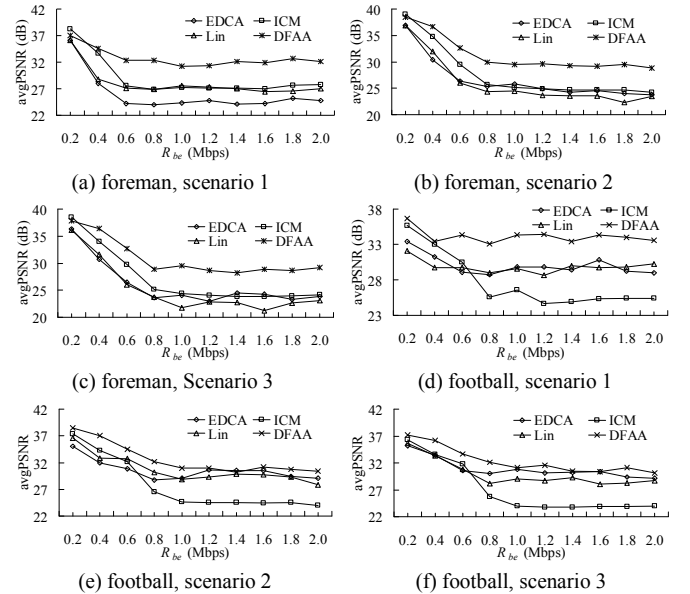 EDCA ICM
Lin DFAA
avgPSNR (dB)
37
32
27
22
0.2 0.4 0.6 0.8 1.0 1.2 1.4 1.6 1.8 2.0
R be (Mbps)
(a) foreman, scenario 1
EDCA ICM
Lin DFAA
avgPSNR (dB)
40
35
30
25
20
0.2 0.4 0.6 0.8 1.0 1.2 1.4 1.6 1.8 2.0
R be (Mbps)
(b) foreman, scenario 2
EDCA ICM
Lin DFAA
avgPSNR (dB)
40
35
30
25
20
0.2 0.4 0.6 0.8 1.0 1.2 1.4 1.6 1.8 2.0
R be (Mbps)
(c) foreman, Scenario 3
EDCA ICM
Lin DFAA
avgPSNR (dB)
38
33
28
23
0.2 0.4 0.6 0.8 1.0 1.2 1.4 1.6 1.8 2.0
R be (Mbps)
(d) football, scenario 1
EDCA ICM
Lin DFAA
avgPSNR
42
37
32
27
22
0.2 0.4 0.6 0.8 1.0 1.2 1.4 1.6 1.8 2.0
R be (Mbps)
(e) football, scenario 2
EDCA ICM
Lin DFAA
avgPSNR
42
37
32
27
22
0.2 0.4 0.6 0.8 1.0 1.2 1.4 1.6 1.8 2.0
R be (Mbps)
(f) football, scenario 3